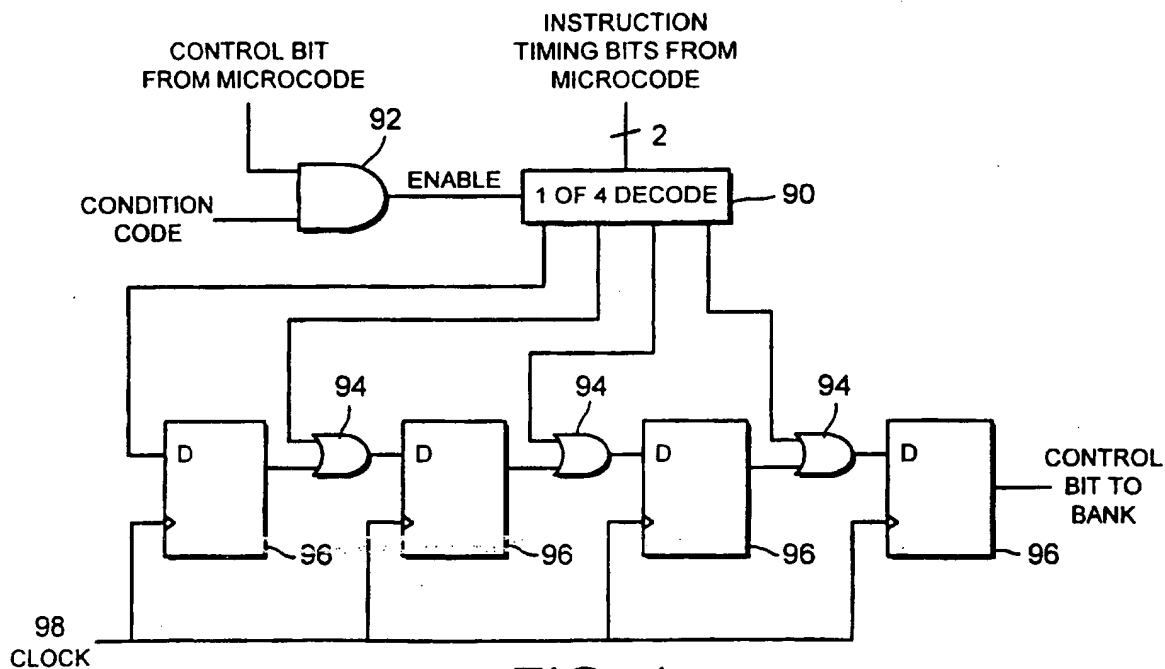 INSTRUCTION
TIMING BITS FROM
MICROCODE
CONTROL BIT
FROM MICROCODE
2
92
ENABLE
1 OF 4 DECODE
90
CONDITION
CODE
94
94
94
D
D
D
D
CONTROL
BIT TO
BANK
96
96
96
96
98
CLOCK